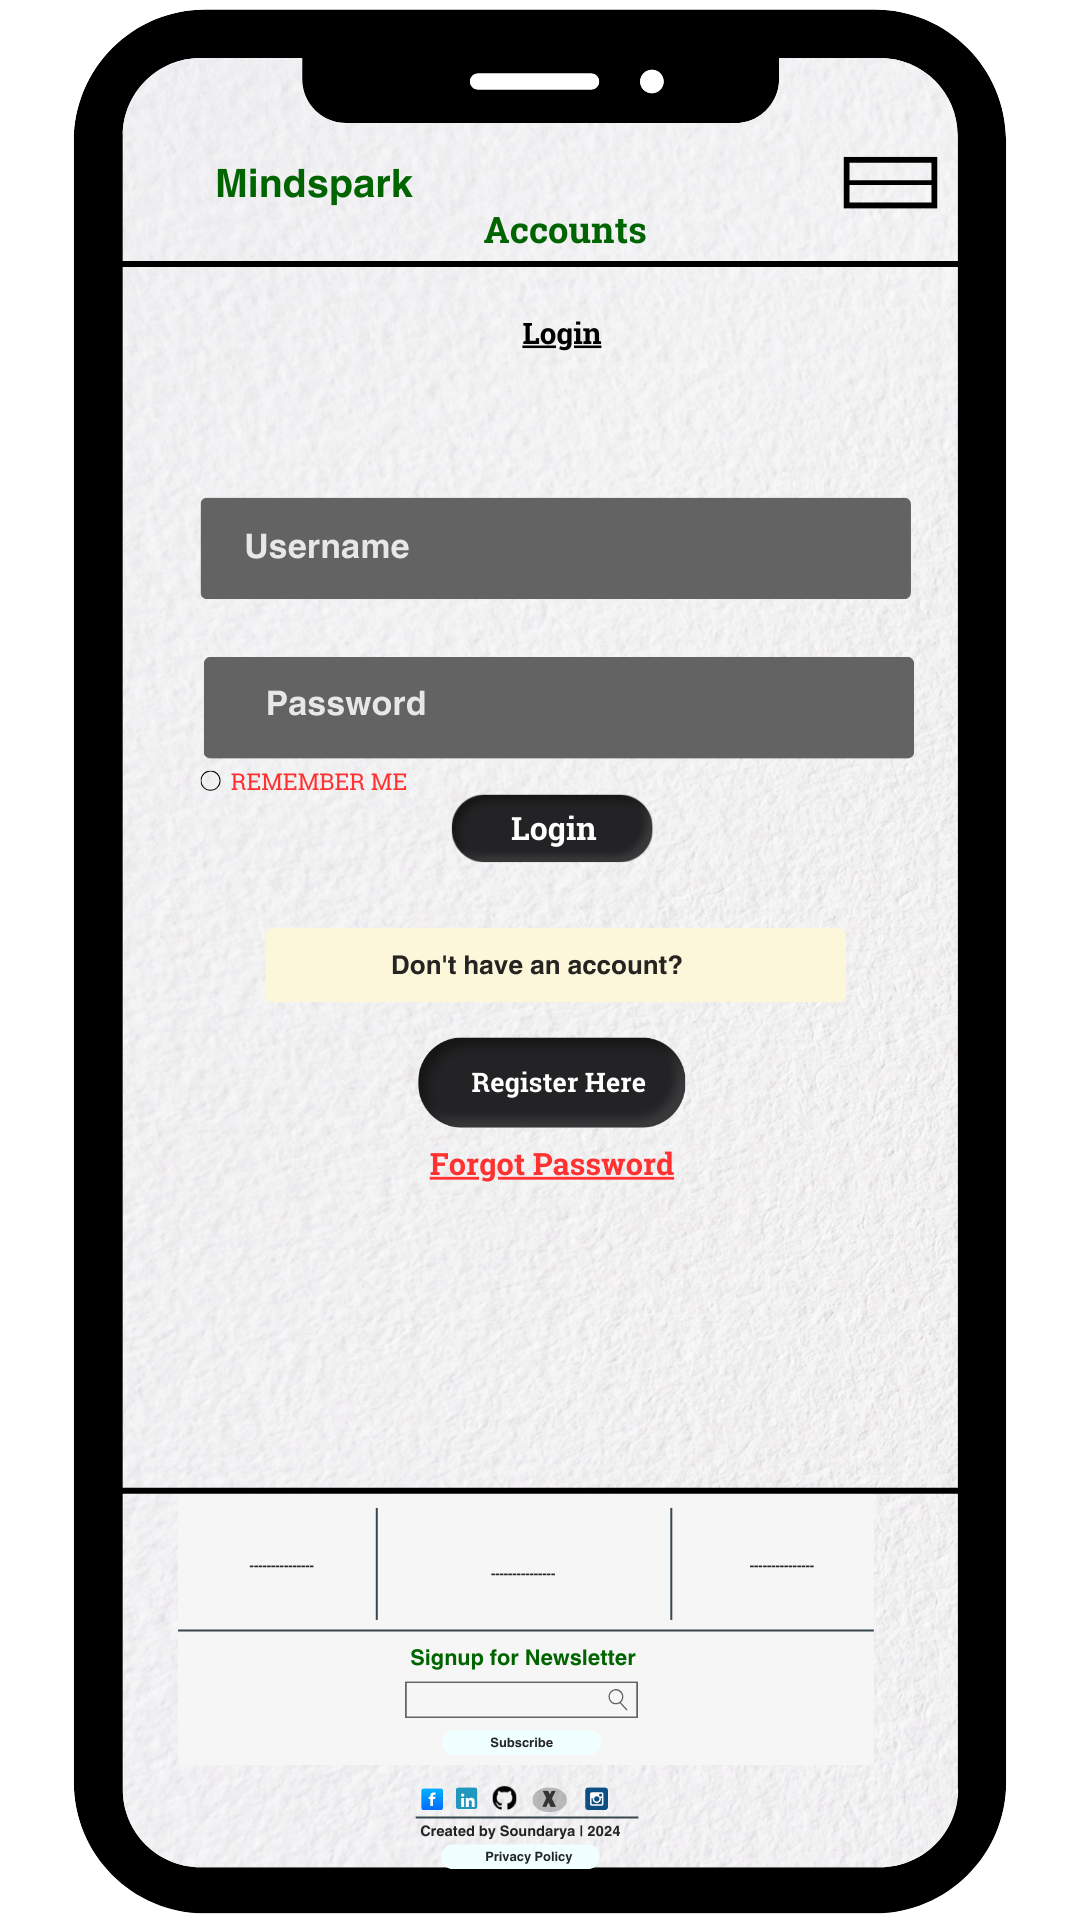 Mindspark
Accounts
Login
Username
Password
REMEMBER ME
Login
Don't have an account?
Register Here
Forgot Password
---------------
---------------
---------------
Signup for Newsletter
Subscribe
f in X
Created by Soundarya | 2024
Privacy Policy